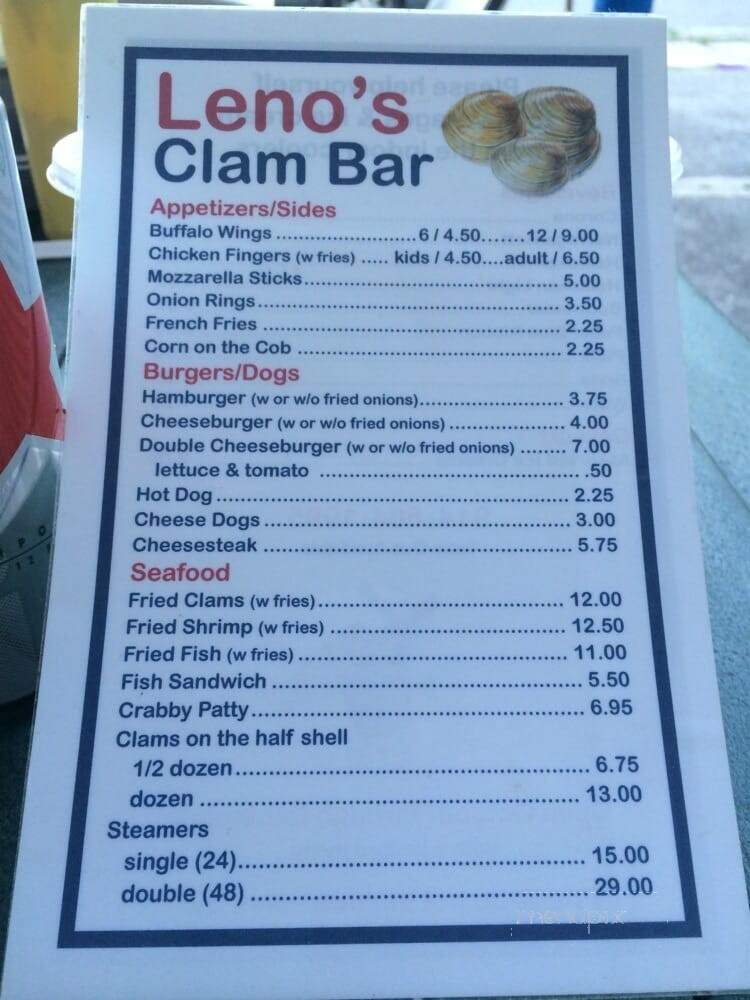 Leno's
Clam Bar
Appetizers/Sides
Buffalo Wings ........................ 6 / 4.50.......12 / 9.00
Chicken Fingers (w fries) ..... kids / 4.50....adult / 6.50
Mozzarella Sticks............................................ 5.00
Onion Rings.................................................... 3.50
French Fries ................................................... 2.25
Corn on the Cob ............................................. 2.25
Burgers/Dogs
Hamburger (w or w/o fried onions)......................... 3.75
Cheeseburger (w or w/o fried onions) .................... 4.00
Double Cheeseburger (w or w/o fried onions) ........ 7.00
lettuce & tomato ............................................. .50
Hot Dog........................................................... 2.25
Cheese Dogs ................................................... 3.00
Cheesesteak ................................................... 5.75
Seafood
Fried Clams (w fries)......................................... 12.00
Fried Shrimp (w fries) ....................................... 12.50
Fried Fish (w fries) ............................................ 11.00
Fish Sandwich .................................................. 5.50
Crabby Patty..................................................... 6.95
Clams on the half shell
1/2 dozen...................................................... 6.75
dozen ........................................................... 13.00
Steamers
single (24)..................................................... 15.00
double (48) .....................................................29.00